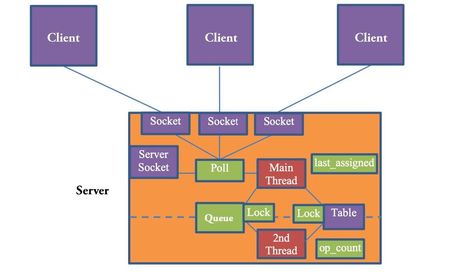 Client
Client
Client
Socket
Socket
Socket
Server
Socket
Poll
Main
Thread
last_assigned
Server
Queue
Lock
Lock
Table
2nd
Thread
op_count